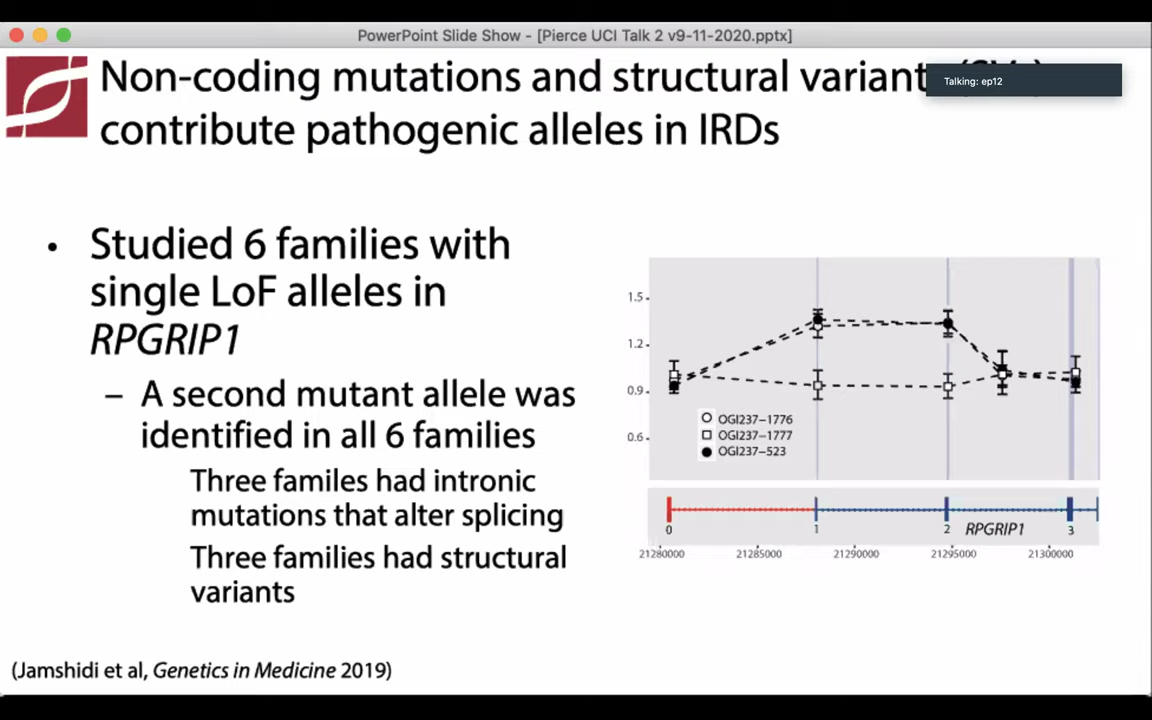 PowerPoint Slide Show - [Pierce UCI Talk 2 v9-11-2020.pptx]
Talking: ep12
Non-coding mutations and structural variant
contribute pathogenic alleles in IRDs
• Studied 6 families with
single LoF alleles in
RPGRIP1
– A second mutant allele was
identified in all 6 families
Three familes had intronic
mutations that alter splicing
Three families had structural
variants
1.5
1.2
0.9
0.6
OGI237-1776
OGI237-1777
OGI237-523
0 1 2 RPGRIP1 3
21280000 21285000 21290000 21295000 21300000
(Jamshidi et al, Genetics in Medicine 2019)